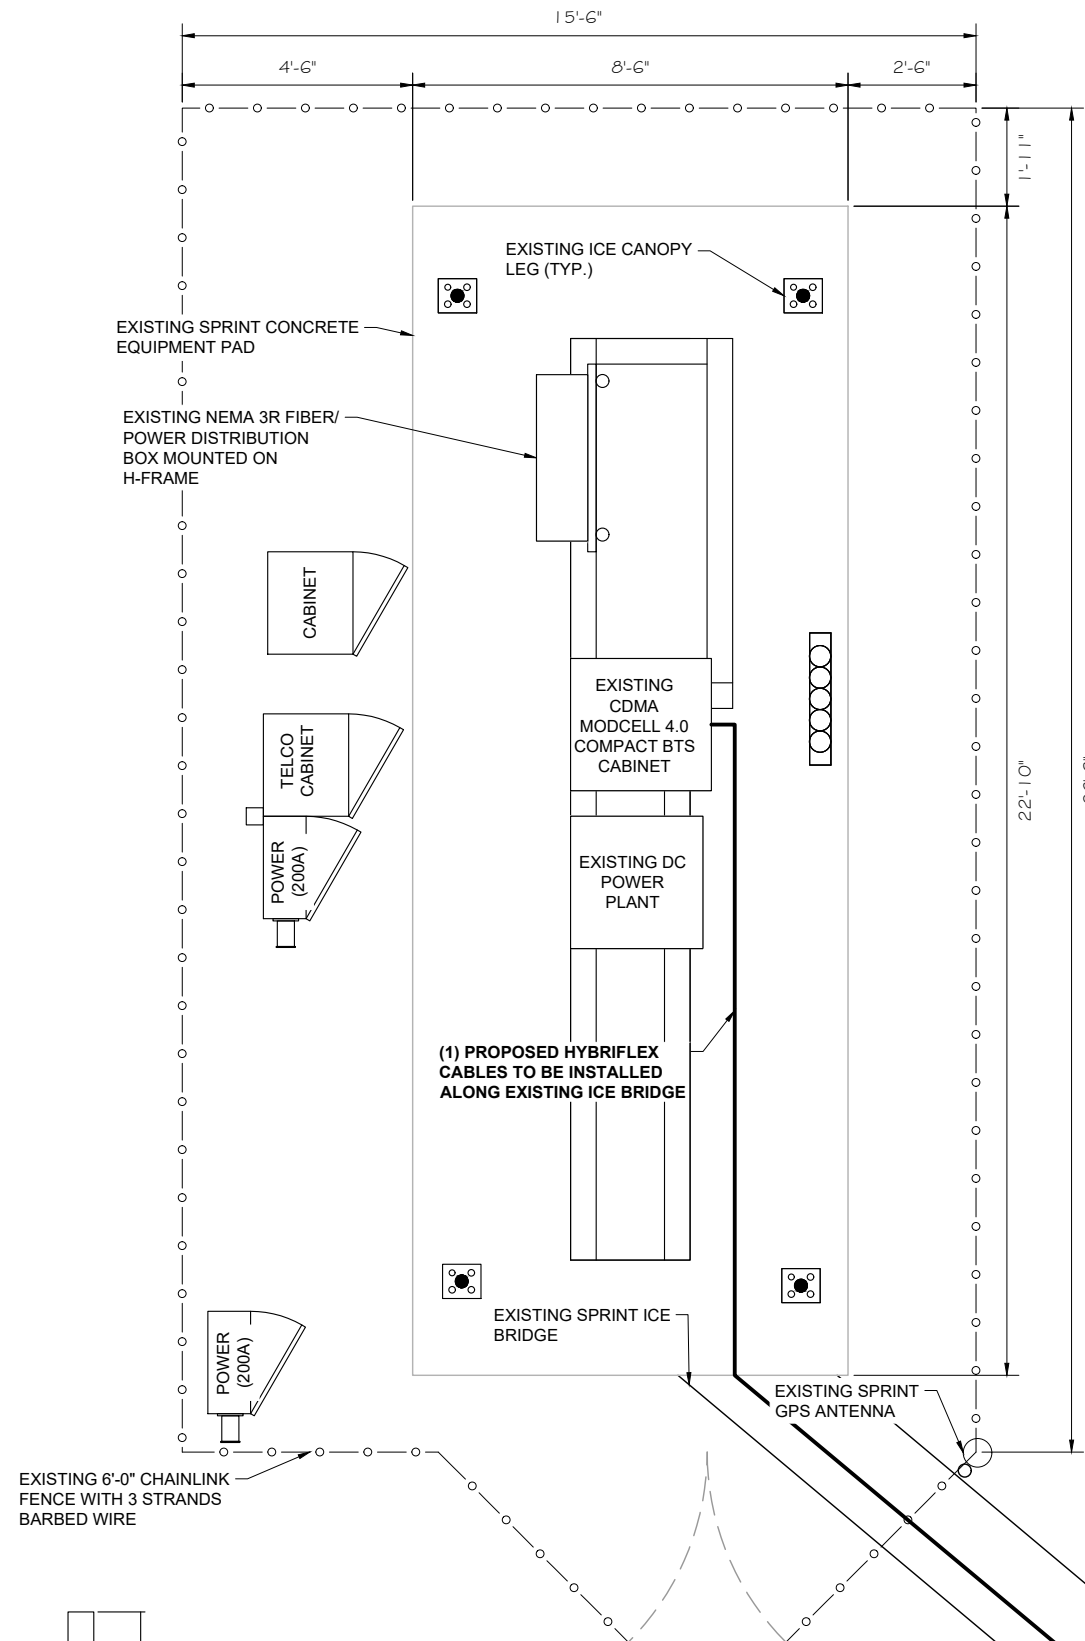 15'-6"
4'-6"
8'-6"
2'-6"
1'-11"
EXISTING ICE CANOPY
LEG (TYP.)
EXISTING SPRINT CONCRETE
EQUIPMENT PAD
EXISTING NEMA 3R FIBER/
POWER DISTRIBUTION
BOX MOUNTED ON
H-FRAME
CABINET
EXISTING
CDMA
MODCELL 4.0
COMPACT BTS
CABINET
TELCO
CABINET
22'-10"
POWER
(200A)
EXISTING DC
POWER
PLANT
(1) PROPOSED HYBRIFLEX
CABLES TO BE INSTALLED
ALONG EXISTING ICE BRIDGE
EXISTING SPRINT ICE
BRIDGE
POWER
(200A)
EXISTING SPRINT
GPS ANTENNA
EXISTING 6'-0" CHAINLINK
FENCE WITH 3 STRANDS
BARBED WIRE